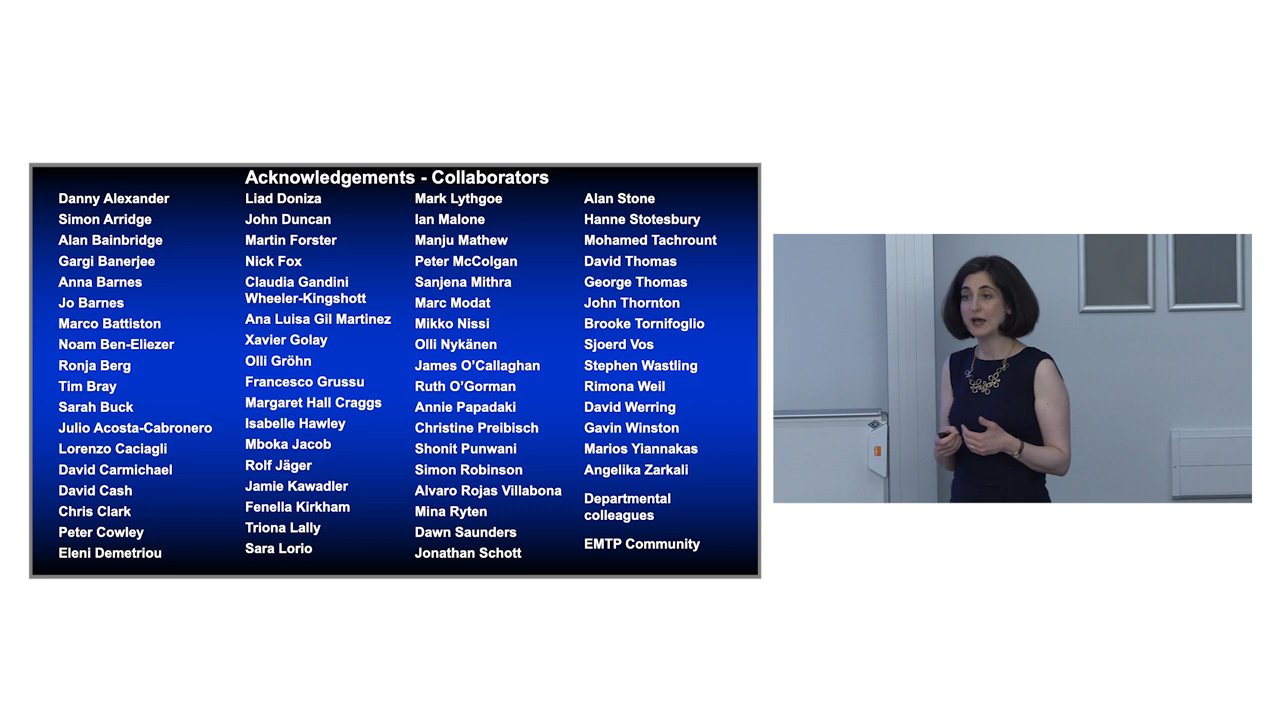 Acknowledgements - Collaborators
Danny Alexander
Simon Arridge
Alan Bainbridge
Gargi Banerjee
Anna Barnes
Jo Barnes
Marco Battiston
Noam Ben-Eliezer
Ronja Berg
Tim Bray
Sarah Buck
Julio Acosta-Cabronero
Lorenzo Caciagli
David Carmichael
David Cash
Chris Clark
Peter Cowley
Eleni Demetriou
Liad Doniza
John Duncan
Martin Forster
Nick Fox
Claudia Gandini
Wheeler-Kingshott
Ana Luisa Gil Martinez
Xavier Golay
Olli Gröhn
Francesco Grussu
Margaret Hall Craggs
Isabelle Hawley
Mboka Jacob
Rolf Jäger
Jamie Kawadler
Fenella Kirkham
Triona Lally
Sara Lorio
Mark Lythgoe
Ian Malone
Manju Mathew
Peter McColgan
Sanjena Mithra
Marc Modat
Mikko Nissi
Olli Nykänen
James O’Callaghan
Ruth O’Gorman
Annie Papadaki
Christine Preibisch
Shonit Punwani
Simon Robinson
Alvaro Rojas Villabona
Mina Ryten
Dawn Saunders
Jonathan Schott
Alan Stone
Hanne Stotesbury
Mohamed Tachrount
David Thomas
George Thomas
John Thornton
Brooke Tornifoglio
Sjoerd Vos
Stephen Wastling
Rimona Weil
David Werring
Gavin Winston
Marios Yiannakas
Angelika Zarkali
Departmental
colleagues
EMTP Community